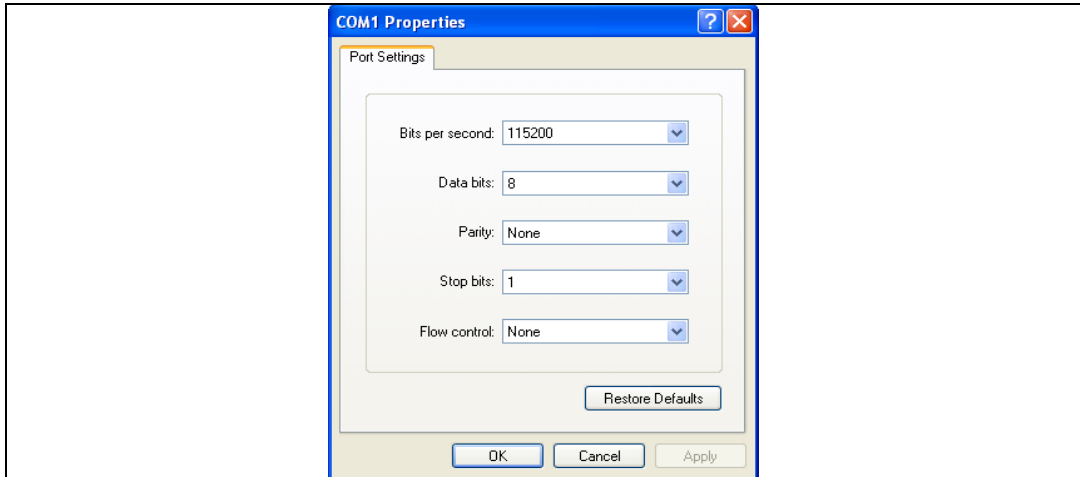 COM1 Properties
Port Settings
Bits per second: 115200
Data bits: 8
Parity: None
Stop bits: 1
Flow control: None
Restore Defaults
OK Cancel Apply